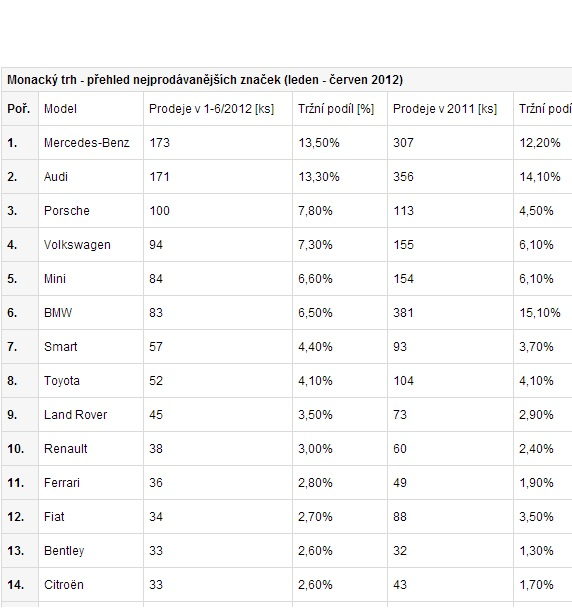 Monacký trh - přehled nejprodávanějších značek (leden - červen 2012)
Poř. Model Prodeje v 1-6/2012 [ks] Tržní podíl [%] Prodeje v 2011 [ks] Tržní podí
1. Mercedes-Benz 173 13,50% 307 12,20%
2. Audi 171 13,30% 356 14,10%
3. Porsche 100 7,80% 113 4,50%
4. Volkswagen 94 7,30% 155 6,10%
5. Mini 84 6,60% 154 6,10%
6. BMW 83 6,50% 381 15,10%
7. Smart 57 4,40% 93 3,70%
8. Toyota 52 4,10% 104 4,10%
9. Land Rover 45 3,50% 73 2,90%
10. Renault 38 3,00% 60 2,40%
11. Ferrari 36 2,80% 49 1,90%
12. Fiat 34 2,70% 88 3,50%
13. Bentley 33 2,60% 32 1,30%
14. Citroën 33 2,60% 43 1,70%